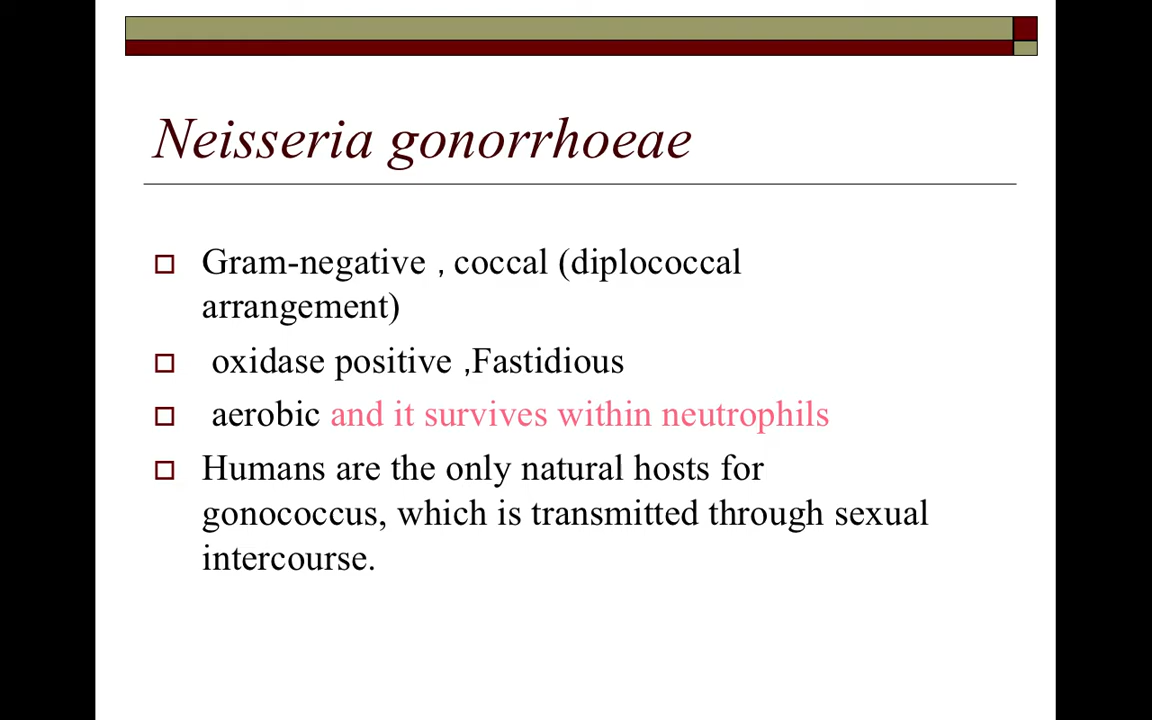 Neisseria gonorrhoeae
Gram-negative , coccal (diplococcal
arrangement)
oxidase positive ,Fastidious
aerobic and it survives within neutrophils
Humans are the only natural hosts for
gonococcus, which is transmitted through sexual
intercourse.